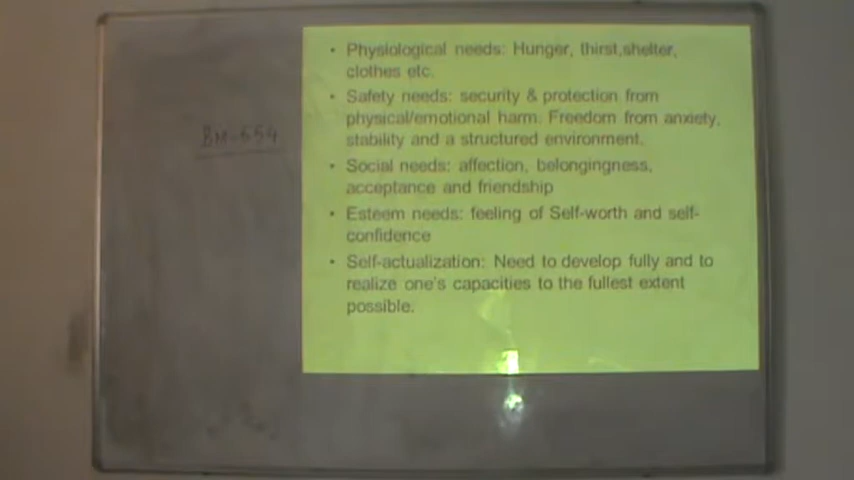 BM-554
• Physiological needs: Hunger, thirst,shelter,
clothes etc.
• Safety needs: security & protection from
physical/emotional harm. Freedom from anxiety,
stability and a structured environment.
• Social needs: affection, belongingness,
acceptance and friendship
• Esteem needs: feeling of Self-worth and self-
confidence
• Self-actualization: Need to develop fully and to
realize one's capacities to the fullest extent
possible.